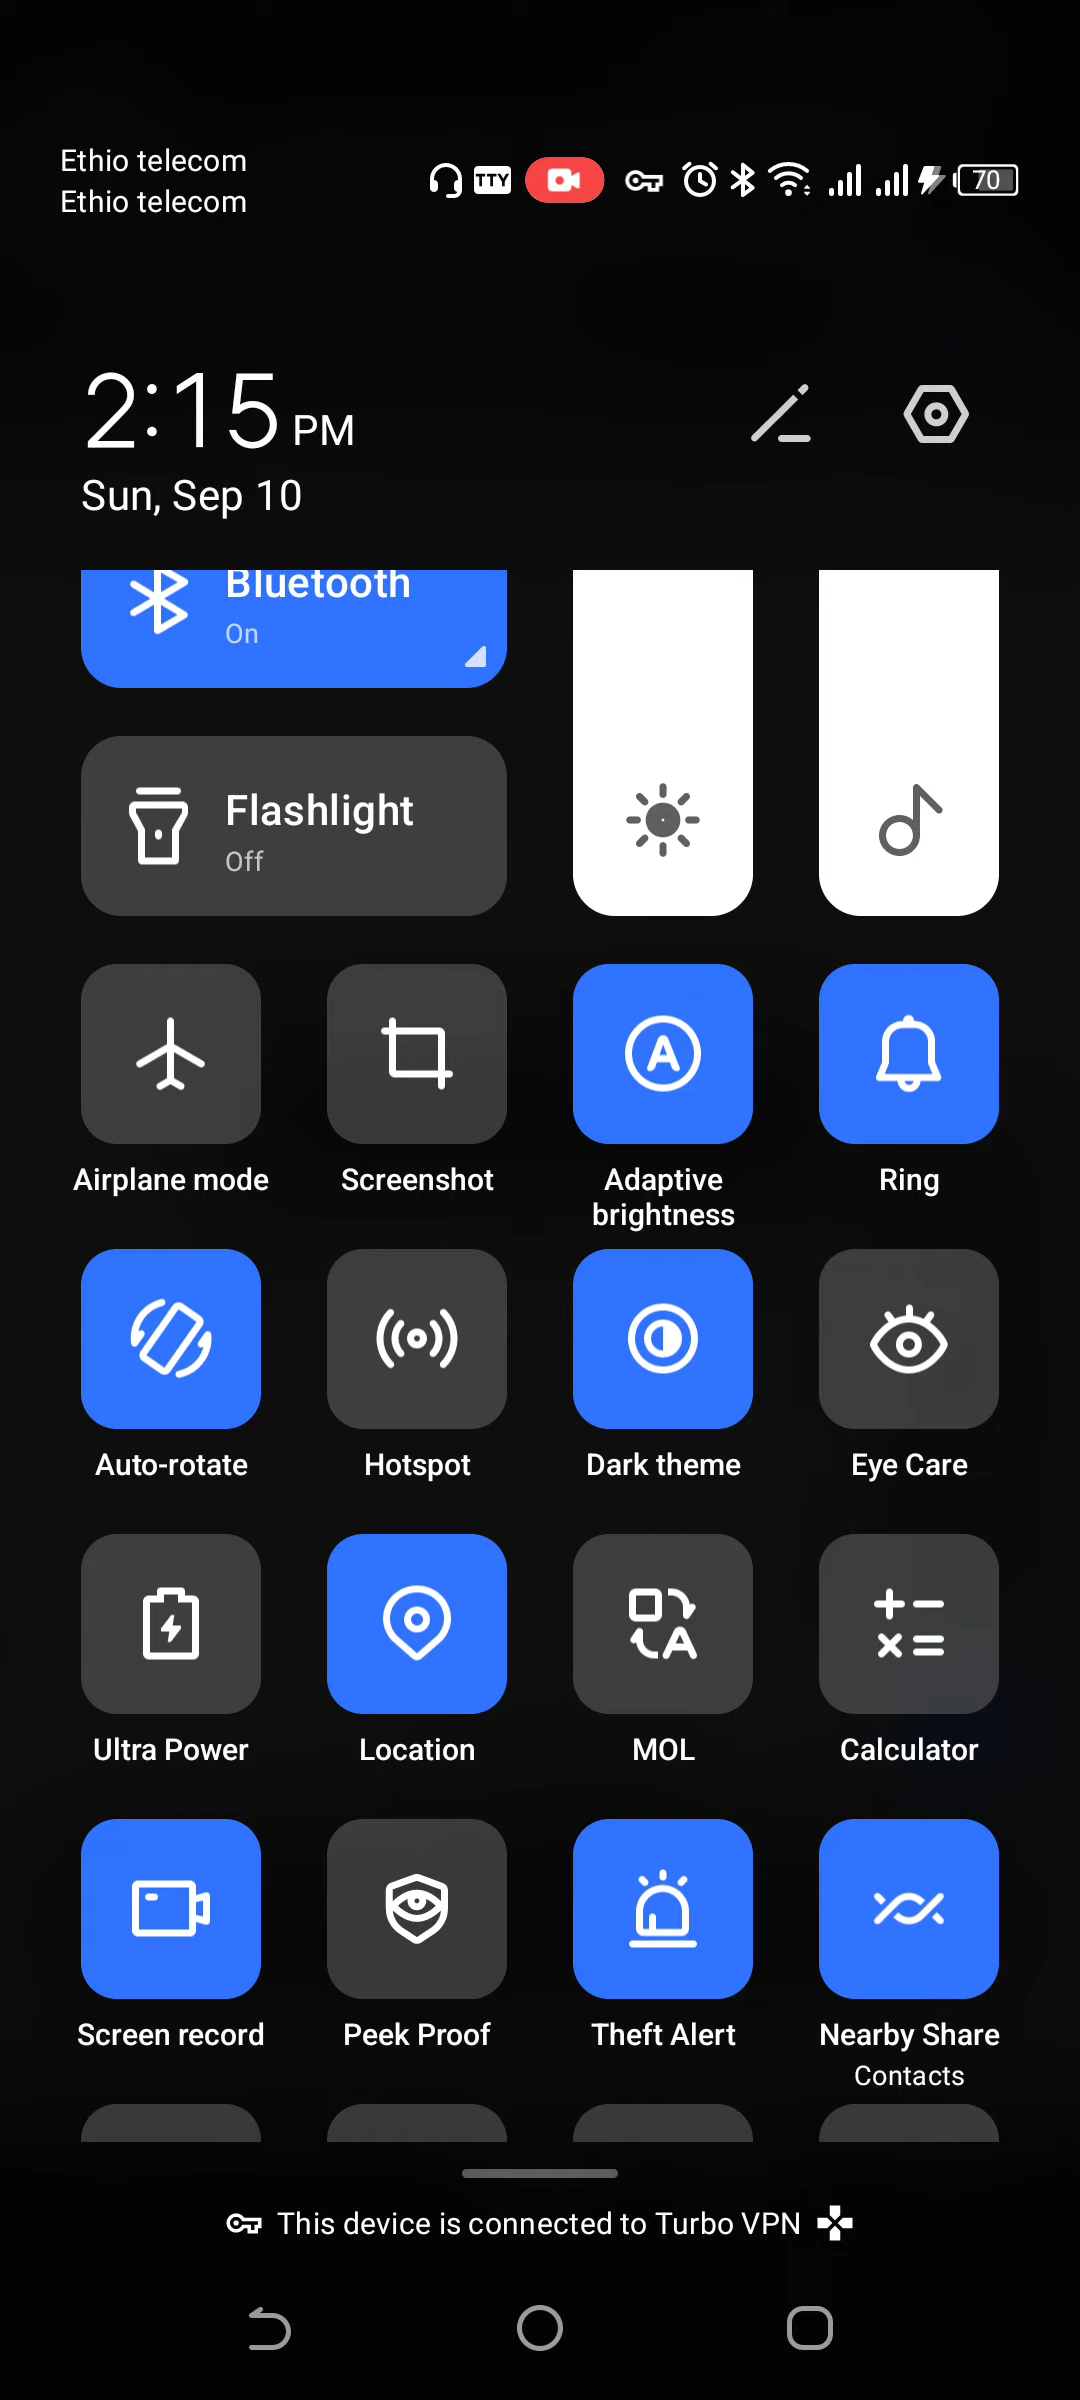 Ethio telecom
Ethio telecom
TTY
70
2:15 PM
Sun, Sep 10
Bluetooth
On
Flashlight
Off
Airplane mode
Screenshot
Adaptive
brightness
Ring
Auto-rotate
Hotspot
Dark theme
Eye Care
Ultra Power
Location
MOL
Calculator
Screen record
Peek Proof
Theft Alert
Nearby Share
Contacts
This device is connected to Turbo VPN